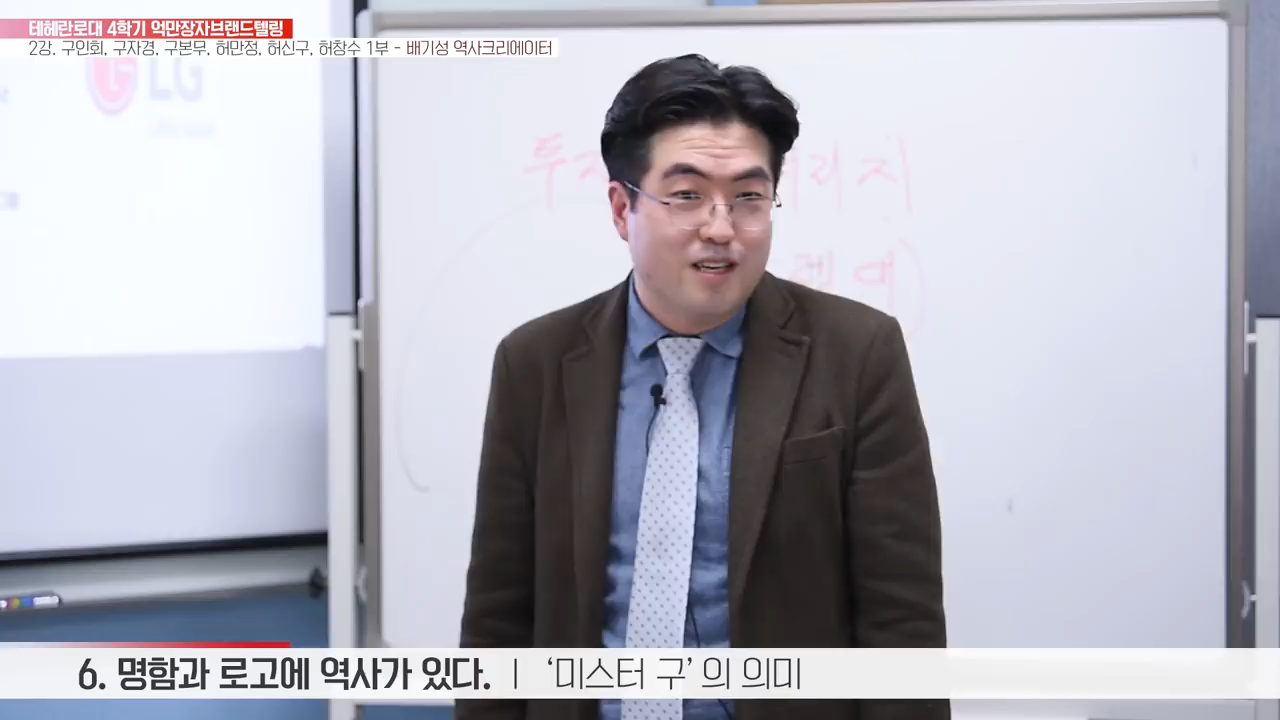 테헤란로대 4학기 억만장자브랜드텔링
2강. 구인회, 구자경, 구본무, 허만정, 허신구, 허창수 1부 - 배기성 역사크리에이터
LG
6. 명함과 로고에 역사가 있다. | ‘미스터 구’의 의미